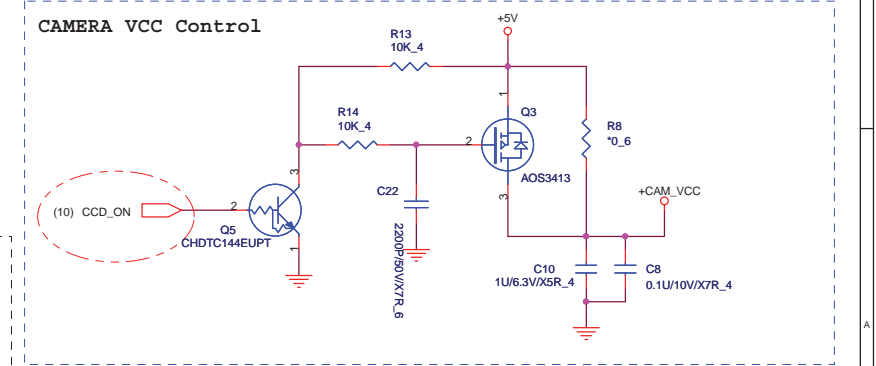 CAMERA VCC Control
+5V
R13
10K_4
1
Q3
R14
10K_4
2
R8
*0_6
AOS3413
3
3
C22
+CAM_VCC
(10) CCD_ON
2
Q5
CHDTC144EUPT
1
2200P/50V/X7R_6
C10
1U/6.3V/X5R_4
C8
0.1U/10V/X7R_4
A